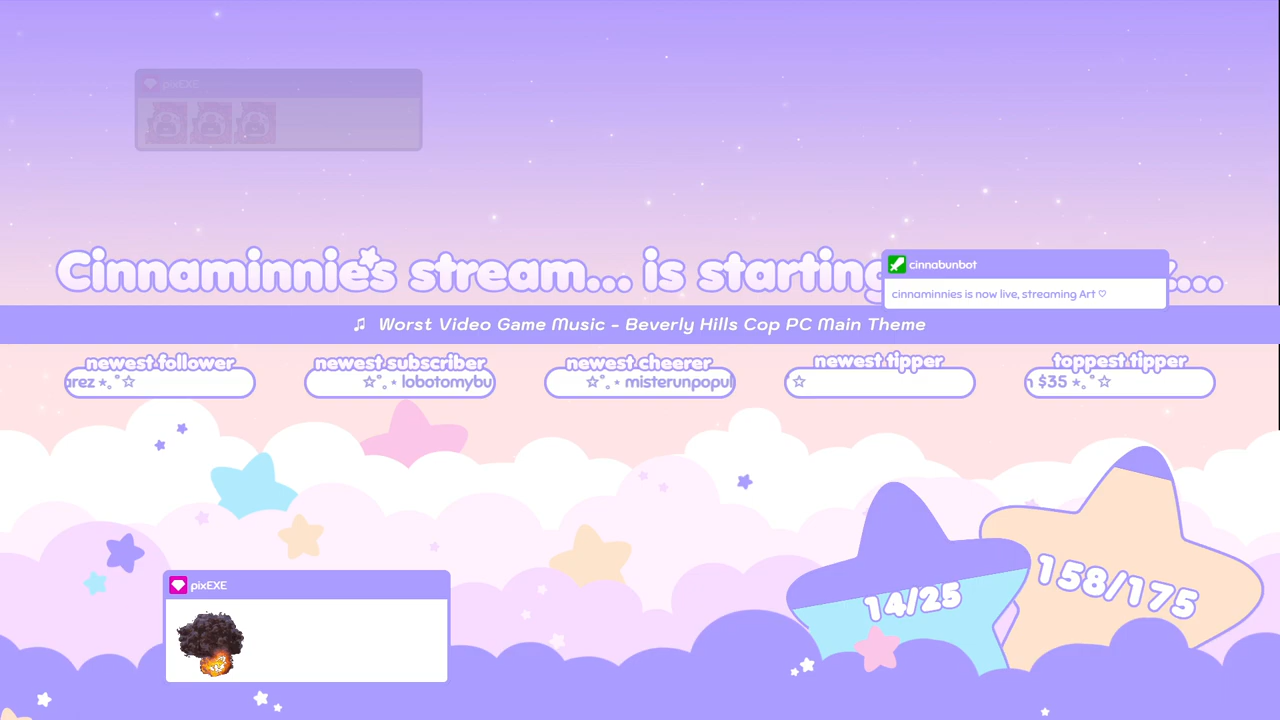 pixEXE
Cinnaminnie's stream... is starting
...
cinnabunbot
cinnaminnies is now live, streaming Art ♡
♫ Worst Video Game Music - Beverly Hills Cop PC Main Theme
newest follower
newest subscriber
newest cheerer
newest tipper
toppest tipper
arez ⋆｡˚☆
☆˚｡⋆ lobotomybu
☆˚｡⋆ misterunpopul
☆
$35 ⋆｡˚☆
158/175
14/25
pixEXE